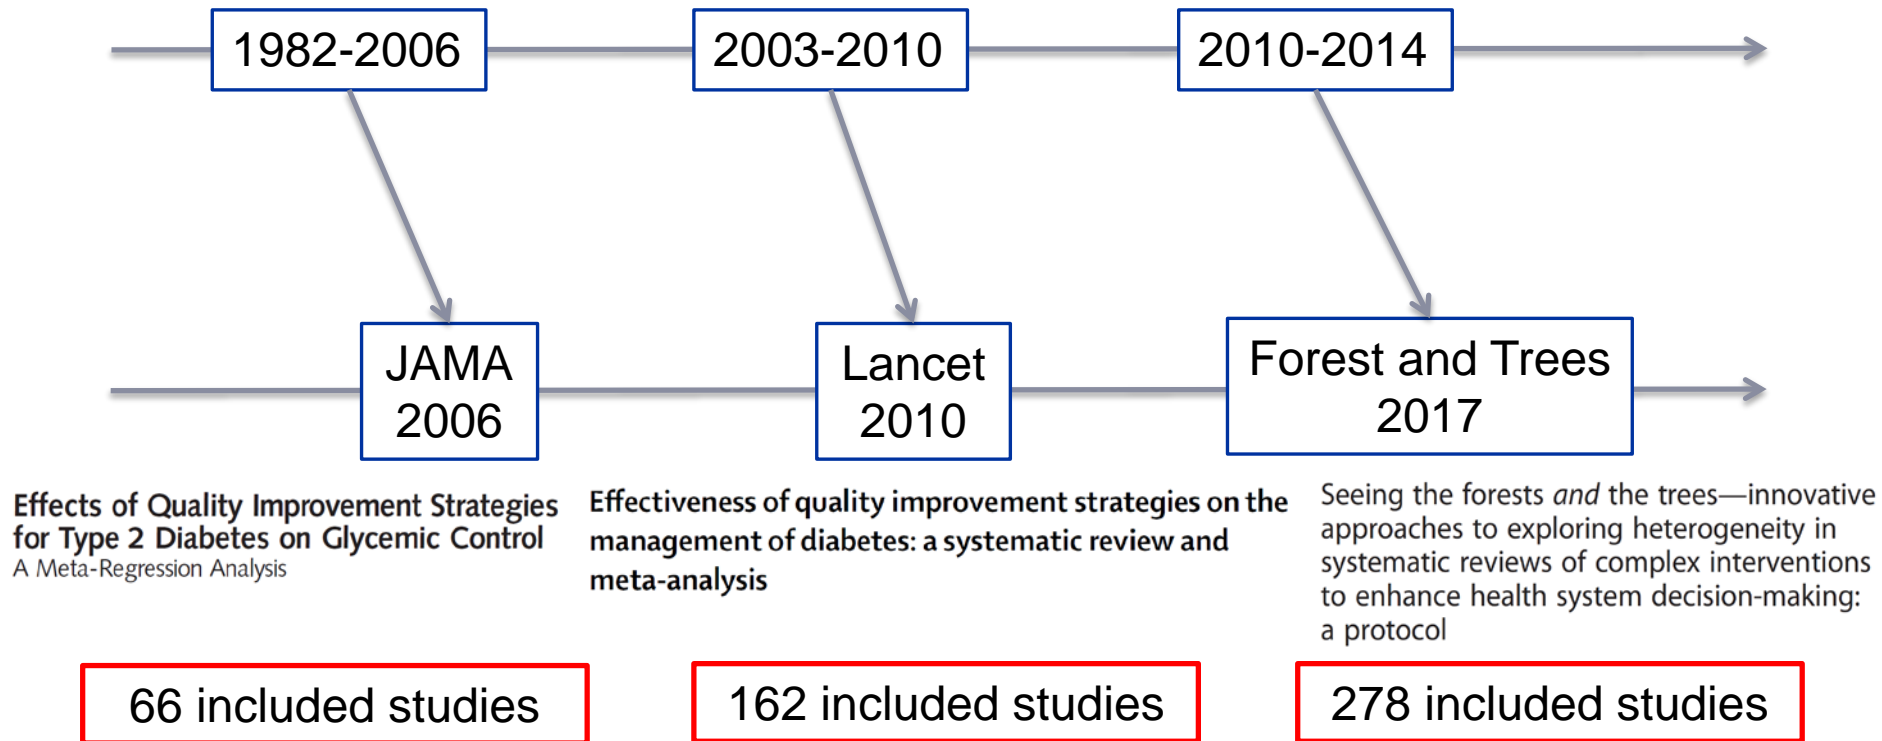 1982-2006
2003-2010
2010-2014
JAMA
2006
Lancet
2010
Forest and Trees
2017
Effects of Quality Improvement Strategies
for Type 2 Diabetes on Glycemic Control
A Meta-Regression Analysis
Effectiveness of quality improvement strategies on the
management of diabetes: a systematic review and
meta-analysis
Seeing the forests and the trees—innovative
approaches to exploring heterogeneity in
systematic reviews of complex interventions
to enhance health system decision-making:
a protocol
66 included studies
162 included studies
278 included studies